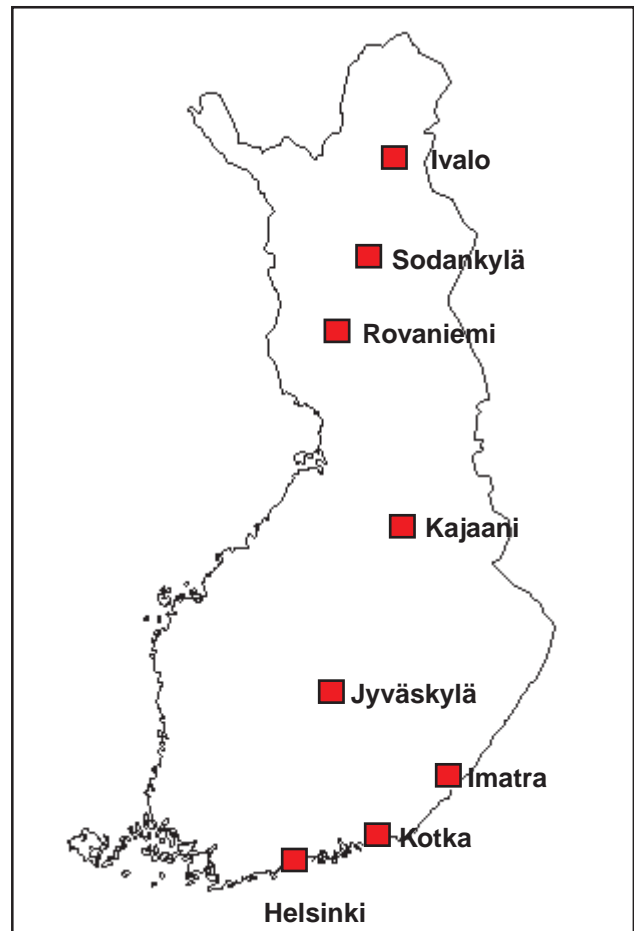 Ivalo
Sodankylä
Rovaniemi
Kajaani
Jyväskylä
Imatra
Kotka
Helsinki